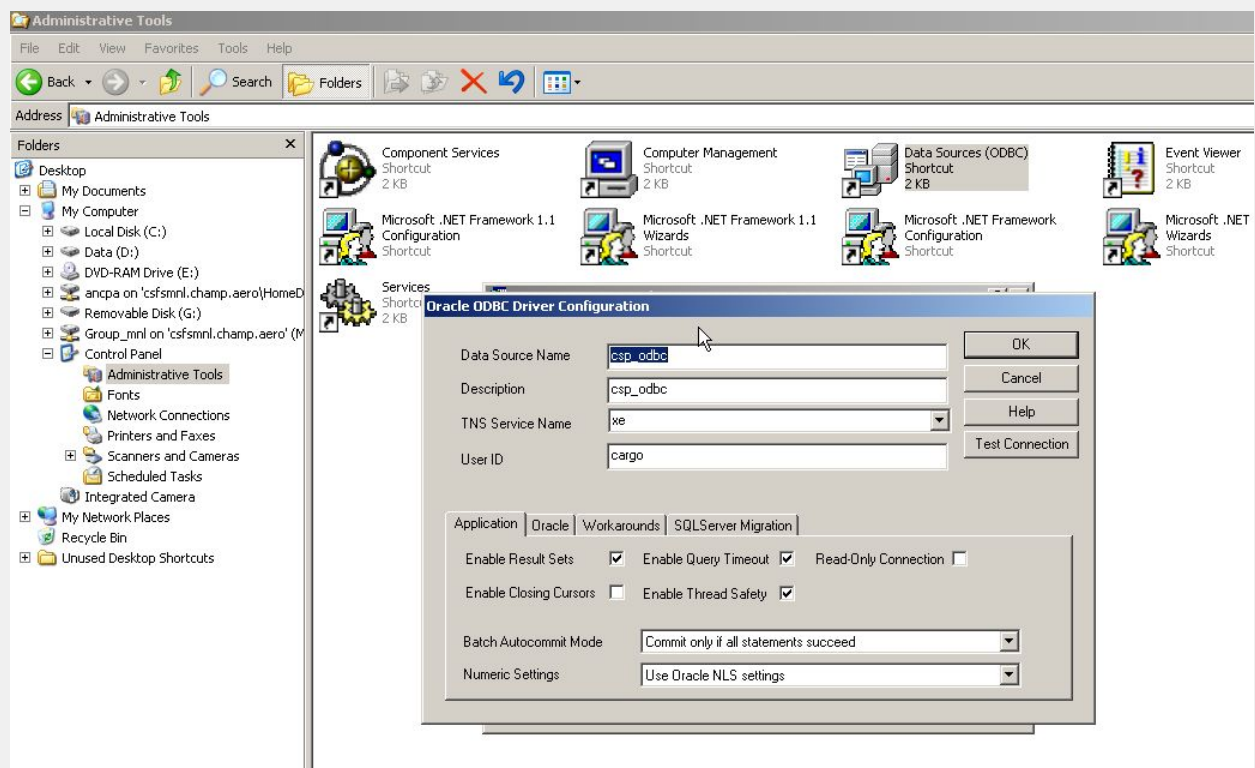 Administrative Tools
File Edit View Favorites Tools Help
Back Search Folders
Address Administrative Tools
Folders
Desktop
My Documents
My Computer
Local Disk (C:)
Data (D:)
DVD-RAM Drive (E:)
ancpa on 'csfsmnl.champ.aero\HomeD
Removable Disk (G:)
Group_mnl on 'csfsmnl.champ.aero' (M
Control Panel
Administrative Tools
Fonts
Network Connections
Printers and Faxes
Scanners and Cameras
Scheduled Tasks
Integrated Camera
My Network Places
Recycle Bin
Unused Desktop Shortcuts
Component Services
Shortcut
2 KB
Computer Management
Shortcut
2 KB
Data Sources (ODBC)
Shortcut
2 KB
Event Viewer
Shortcut
2 KB
Microsoft .NET Framework 1.1
Configuration
Shortcut
Microsoft .NET Framework 1.1
Wizards
Shortcut
Microsoft .NET Framework
Configuration
Shortcut
Microsoft .NET
Wizards
Shortcut
Services
Shortcu
2 KB
Oracle ODBC Driver Configuration
Data Source Name csp_odbc
Description csp_odbc
TNS Service Name xe
User ID cargo
OK
Cancel
Help
Test Connection
Application Oracle Workarounds SQLServer Migration
Enable Result Sets Enable Query Timeout Read-Only Connection
Enable Closing Cursors Enable Thread Safety
Batch Autocommit Mode Commit only if all statements succeed
Numeric Settings Use Oracle NLS settings